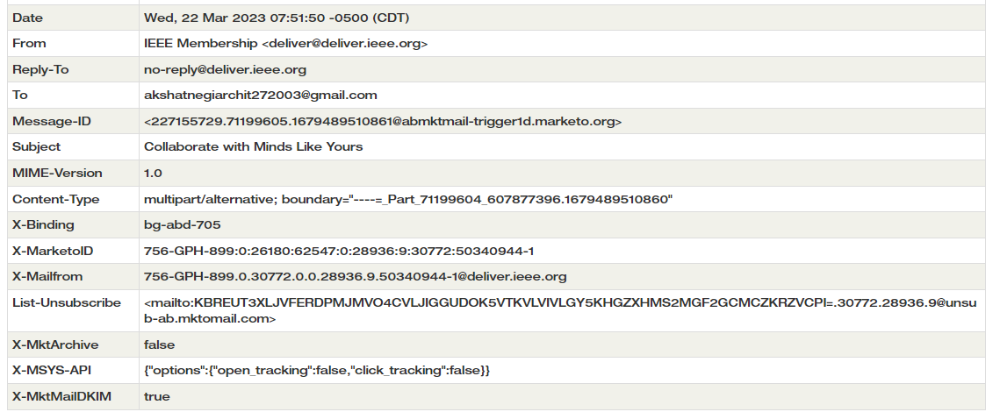 Date Wed, 22 Mar 2023 07:51:50 -0500 (CDT)
From IEEE Membership <deliver@deliver.ieee.org>
Reply-To no-reply@deliver.ieee.org
To akshatnegiarchit272003@gmail.com
Message-ID <227155729.71199605.1679489510861@abmktmail-trigger1d.marketo.org>
Subject Collaborate with Minds Like Yours
MIME-Version 1.0
Content-Type multipart/alternative; boundary="----=_Part_71199604_607877396.1679489510860"
X-Binding bg-abd-705
X-MarketoID 756-GPH-899:0:26180:62547:0:28936:9:30772:50340944-1
X-Mailfrom 756-GPH-899.0.30772.0.0.28936.9.50340944-1@deliver.ieee.org
List-Unsubscribe <mailto:KBREUT3XLJVFERDPMJMVO4CVLJIGGUDOK5VTKVLVIVLGY5KHGZXHMS2MGF2GCMCZKRZVCPI=.30772.28936.9@unsu
b-ab.mktomail.com>
X-MktArchive false
X-MSYS-API {"options":{"open_tracking":false,"click_tracking":false}}
X-MktMailDKIM true